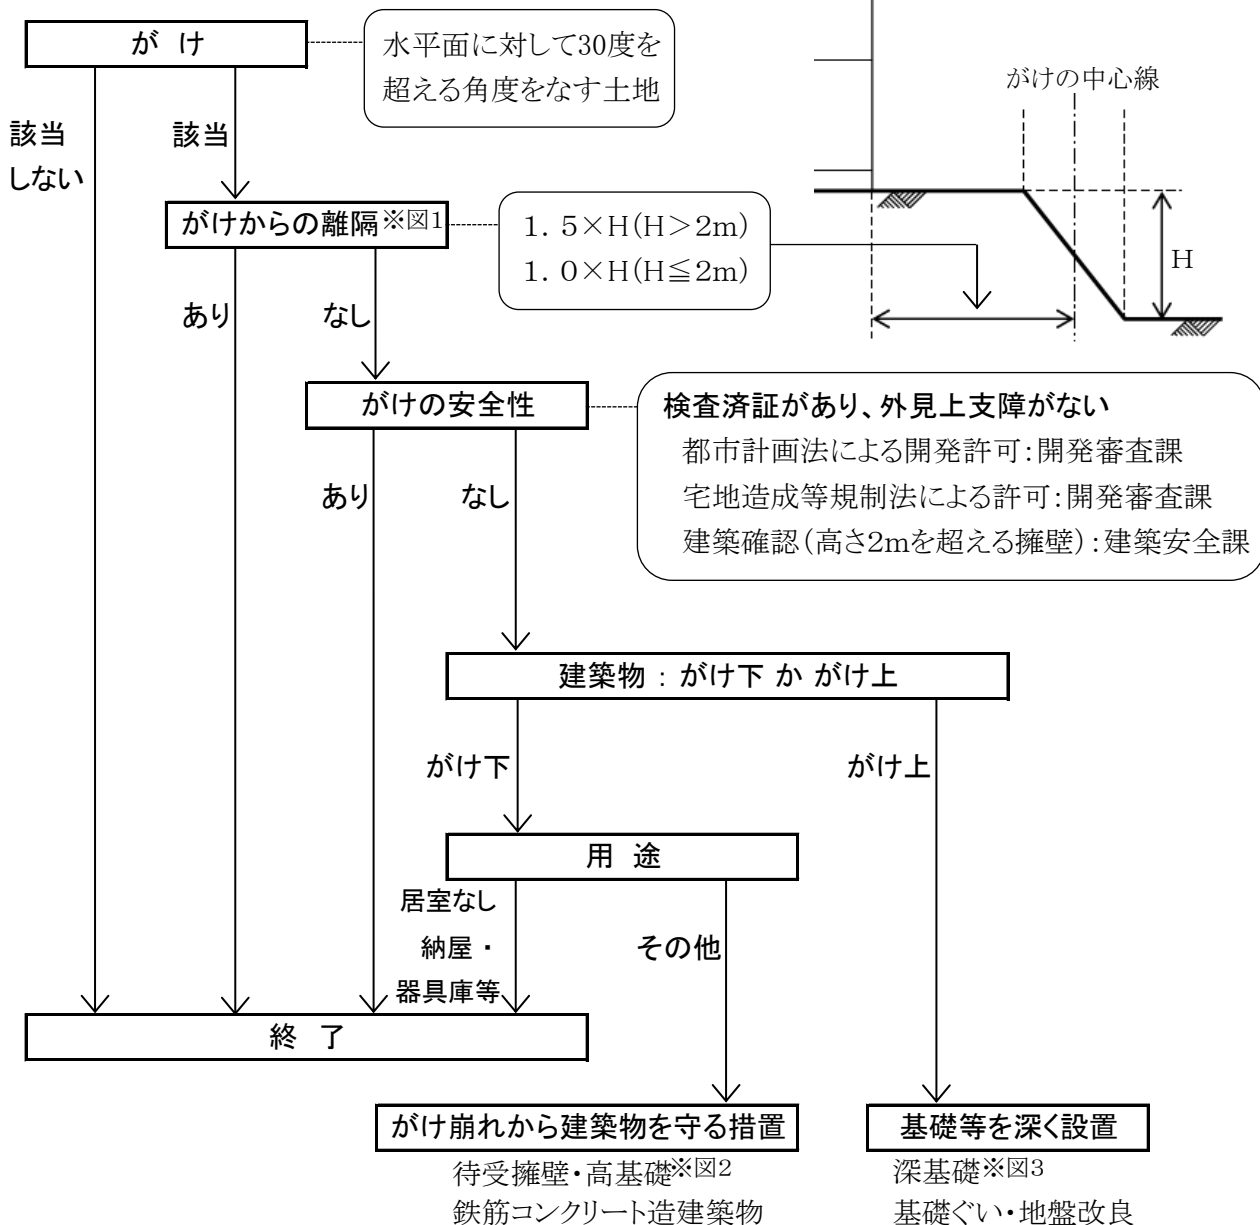 が け
水平面に対して30度を
超える角度をなす土地
がけの中心線
該当
しない
該当
がけからの離隔※図1
1．5×H(H＞2m)
1．0×H(H≦2m)
H
あり
なし
がけの安全性
検査済証があり、外見上支障がない
都市計画法による開発許可：開発審査課
宅地造成等規制法による許可：開発審査課
建築確認（高さ2mを超える擁壁）：建築安全課
あり
なし
建築物 ： がけ下 か がけ上
がけ下
がけ上
用 途
居室なし
納屋・
器具庫等
その他
終 了
がけ崩れから建築物を守る措置
待受擁壁・高基礎※図2
鉄筋コンクリート造建築物
基礎等を深く設置
深基礎※図3
基礎ぐい・地盤改良